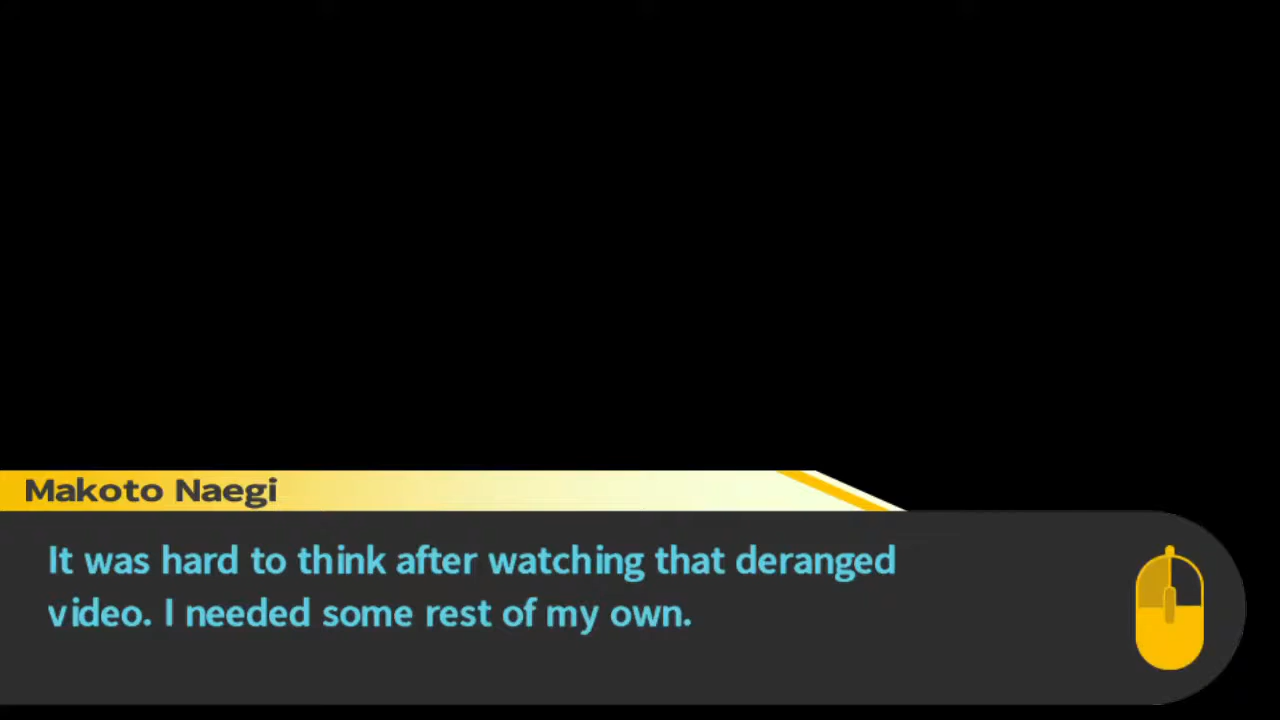 Makoto Naegi
It was hard to think after watching that deranged
video. I needed some rest of my own.